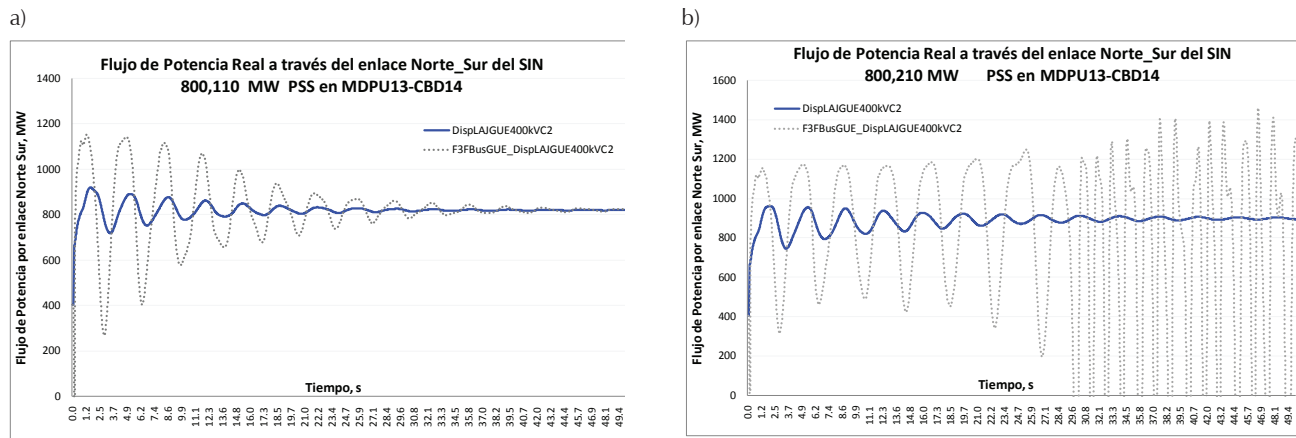 a)
Flujo de Potencia Real a través del enlace Norte_Sur del SIN
800,110 MW PSS en MDPU13-CBD14
Flujo de Potencia por enlace Norte Sur, MW
1400
1200
1000
800
600
400
200
0
DispLAJGUE400kVC2
F3FBusGUE_DispLAJGUE400kVC2
Tiempo, s
0.0 1.2 2.5 3.7 4.9 6.2 7.4 8.6 9.9 11.1 12.3 13.6 14.8 16.0 17.3 18.5 19.7 21.0 22.2 23.4 24.7 25.9 27.1 28.4 29.6 30.8 32.1 33.3 34.5 35.8 37.0 38.2 39.5 40.7 42.0 43.2 44.4 45.7 46.9 48.1 49.4
b)
Flujo de Potencia Real a través del enlace Norte_Sur del SIN
800,210 MW PSS en MDPU13-CBD14
Flujo de Potencia por enlace Norte Sur, MW
1600
1400
1200
1000
800
600
400
200
0
DispLAJGUE400kVC2
F3FBusGUE_DispLAJGUE400kVC2
Tiempo, s
0.0 1.2 2.5 3.7 4.9 6.2 7.4 8.6 9.9 11.1 12.3 13.6 14.8 16.0 17.3 18.5 19.7 21.0 22.2 23.4 24.7 25.9 27.1 28.4 29.6 30.8 32.1 33.3 34.5 35.8 37.0 38.2 39.5 40.7 42.0 43.2 44.4 45.7 46.9 48.1 49.4